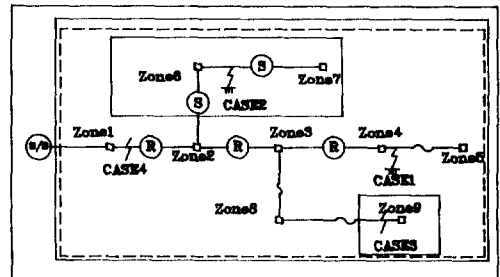 Zone6
S
Zone7
S
CASE2
S/S
Zone1
R
Zone2
R
Zone3
R
Zone4
Zone5
CASE4
CASE1
Zone8
Zone9
CASE3